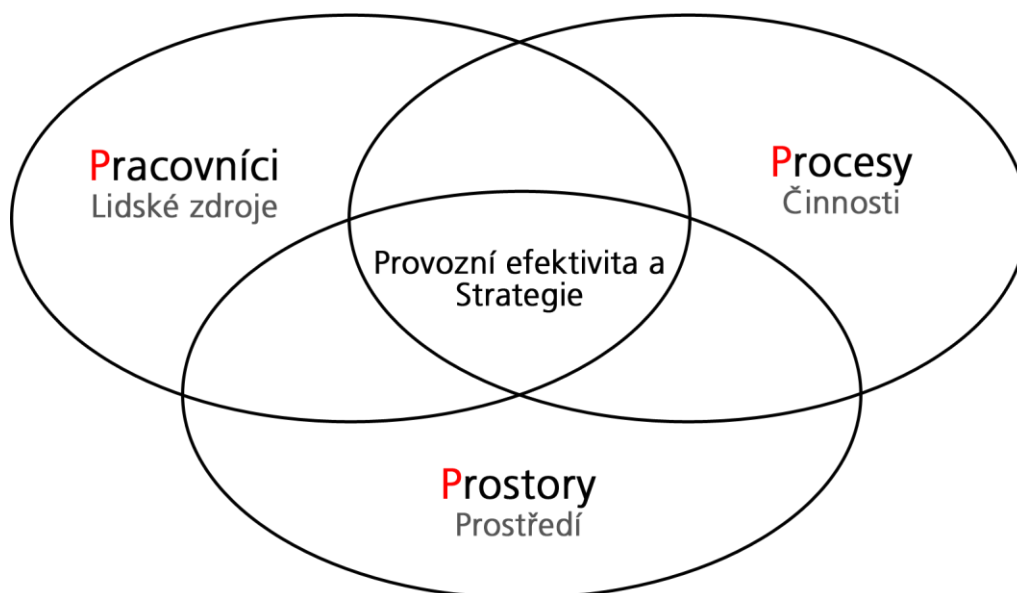 Pracovníci
Lidské zdroje
Procesy
Činnosti
Provozní efektivita a
Strategie
Prostory
Prostředí